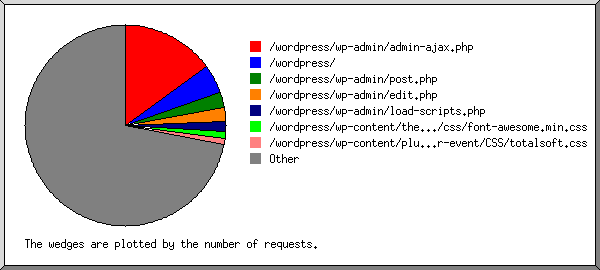 /wordpress/wp-admin/admin-ajax.php
/wordpress/
/wordpress/wp-admin/post.php
/wordpress/wp-admin/edit.php
/wordpress/wp-admin/load-scripts.php
/wordpress/wp-content/the.../css/font-awesome.min.css
/wordpress/wp-content/plu...r-event/CSS/totalsoft.css
Other
The wedges are plotted by the number of requests.